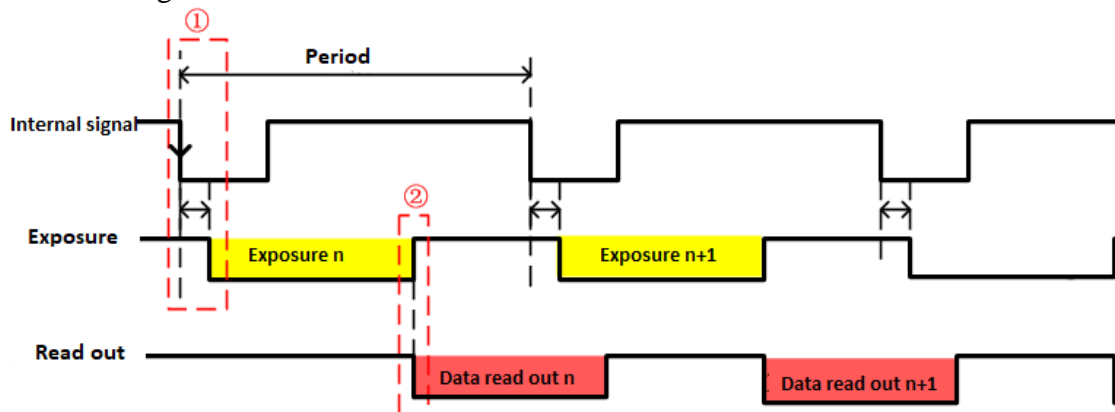 ①
Period
Internal signal
②
Exposure
Exposure n
Exposure n+1
Read out
Data read out n
Data read out n+1